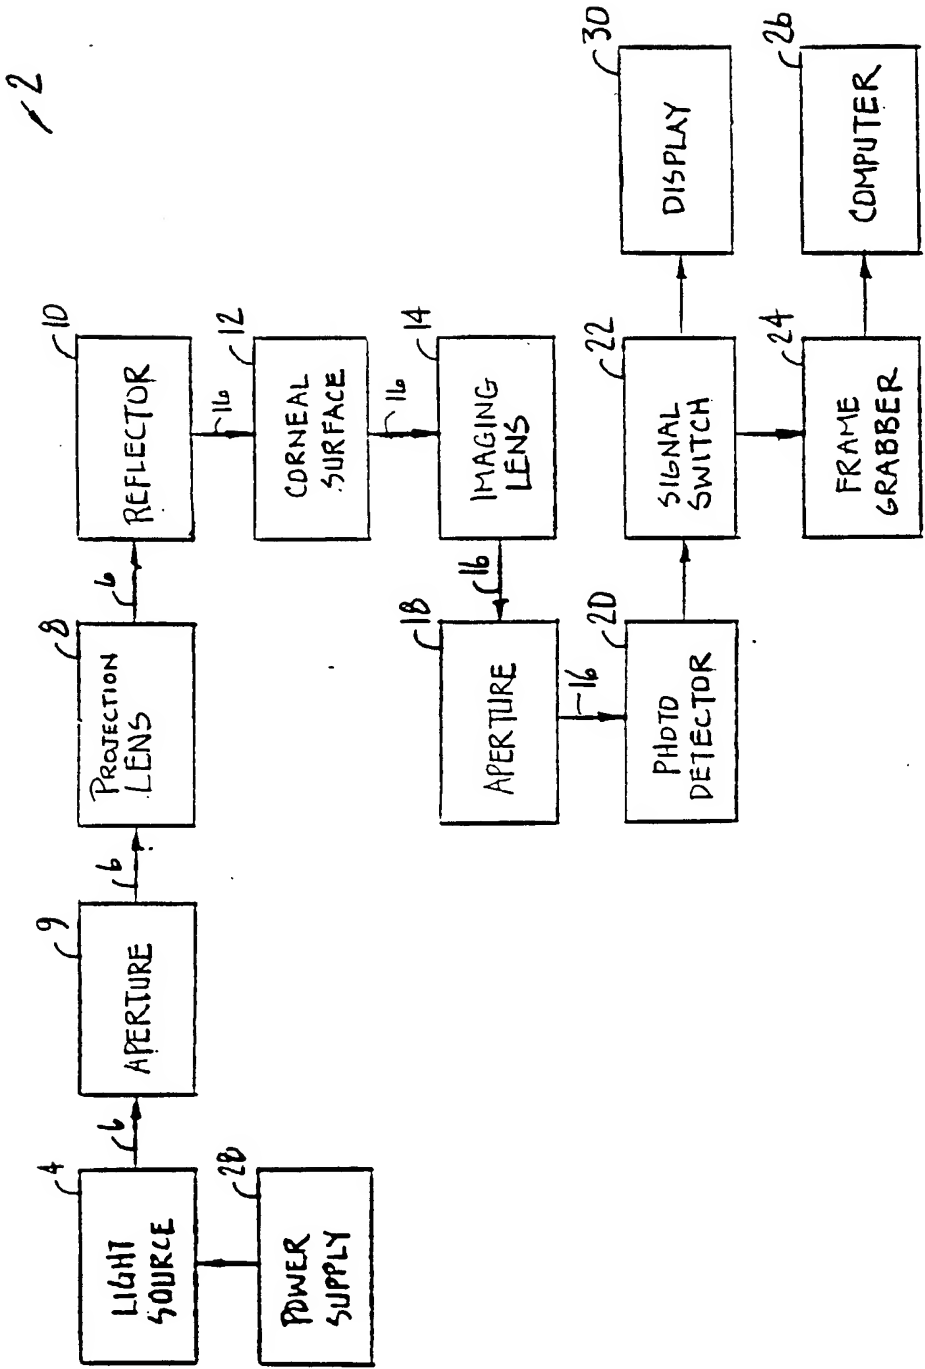 2
4
LIGHT
SOURCE
6
9
APERTURE
6
8
PROJECTION
LENS
6
10
REFLECTOR
16
28
POWER
SUPPLY
12
CORNEAL
SURFACE
16
14
IMAGING
LENS
16
18
APERTURE
16
20
PHOTO
DETECTOR
22
SIGNAL
SWITCH
30
DISPLAY
24
FRAME
GRABBER
26
COMPUTER